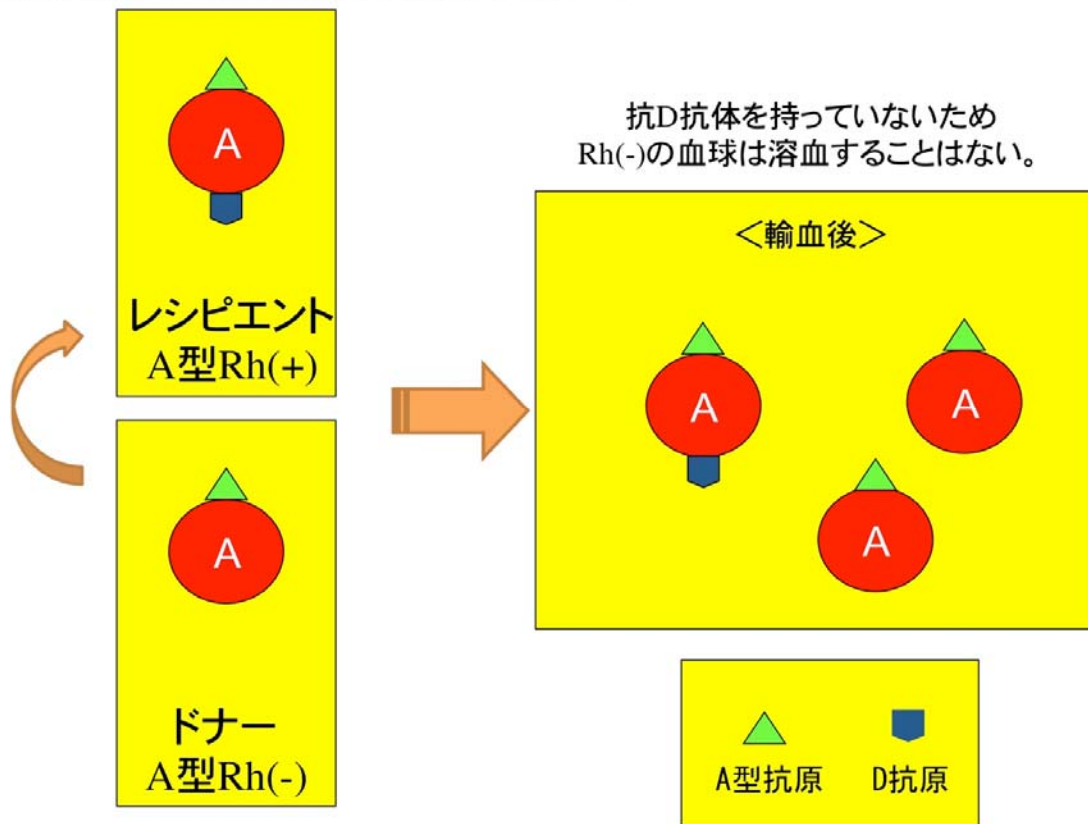 A
レシピエント
A型Rh(+)
A
ドナー
A型Rh(-)
抗D抗体を持っていないため
Rh(-)の血球は溶血することはない。
＜輸血後＞
A
A
A
A型抗原
D抗原